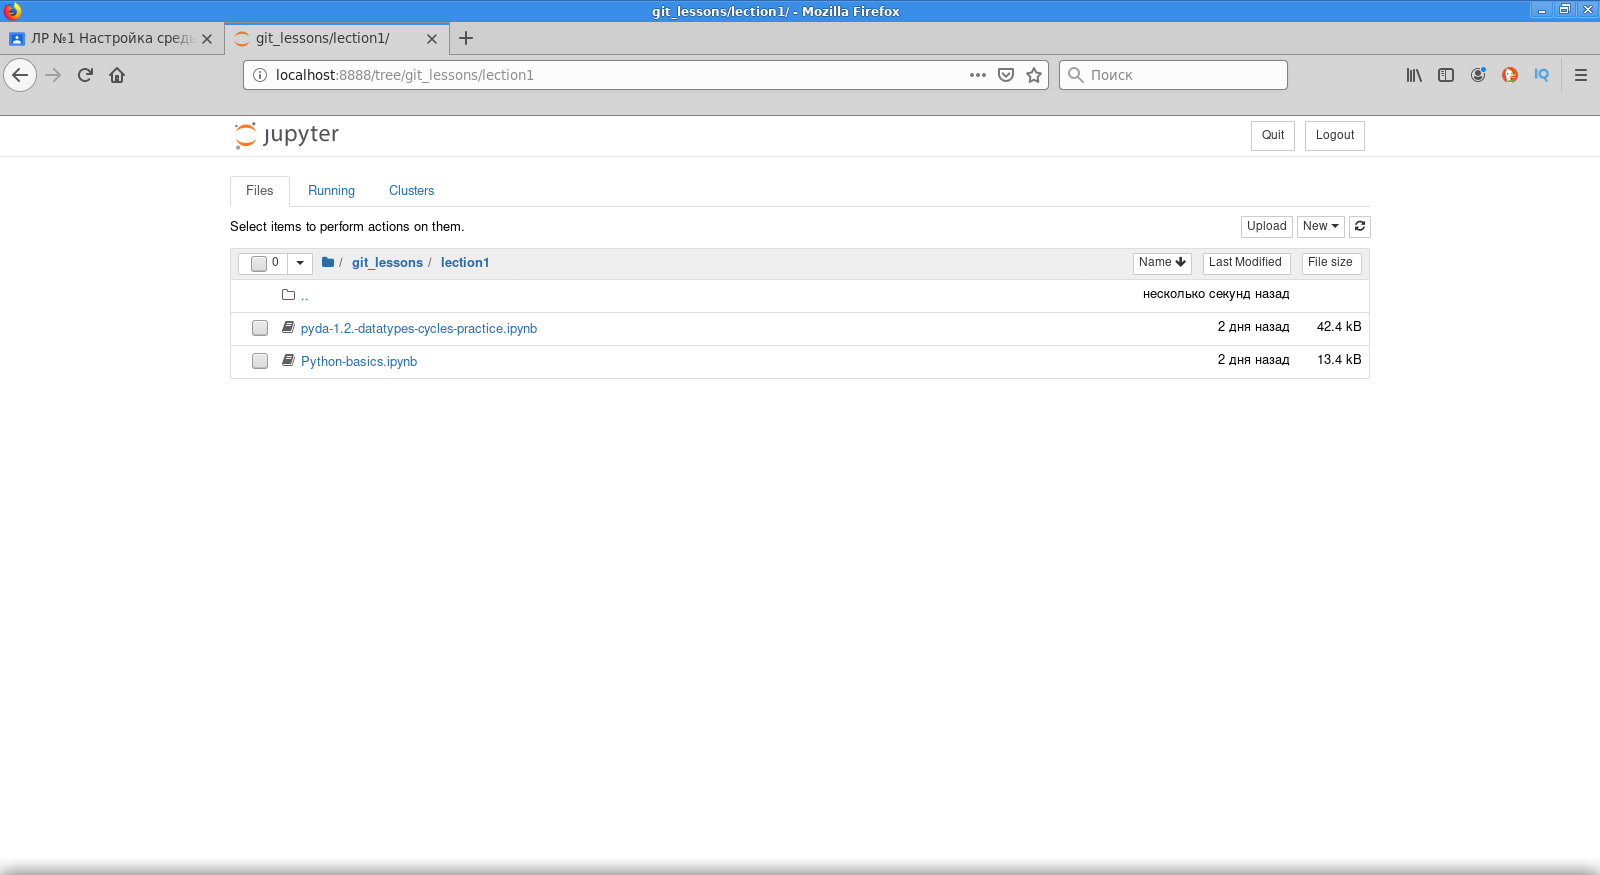 git_lessons/lection1/ - Mozilla Firefox
ЛР №1 Настройка среды
git_lessons/lection1/
localhost:8888/tree/git_lessons/lection1
Поиск
IQ
jupyter
Quit
Logout
Files
Running
Clusters
Select items to perform actions on them.
Upload
New
0
/ git_lessons / lection1
Name
Last Modified
File size
..
несколько секунд назад
pyda-1.2.-datatypes-cycles-practice.ipynb
2 дня назад
42.4 kB
Python-basics.ipynb
2 дня назад
13.4 kB